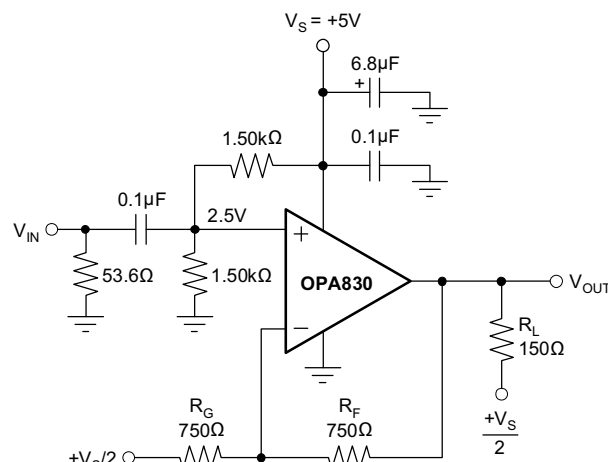 V_S = +5V
6.8µF
+
1.50kΩ
0.1µF
0.1µF
V_IN
2.5V
+
53.6Ω
1.50kΩ
OPA830
V_OUT
−
R_L
150Ω
R_G
750Ω
R_F
750Ω
+V_S
2
+V_S/2